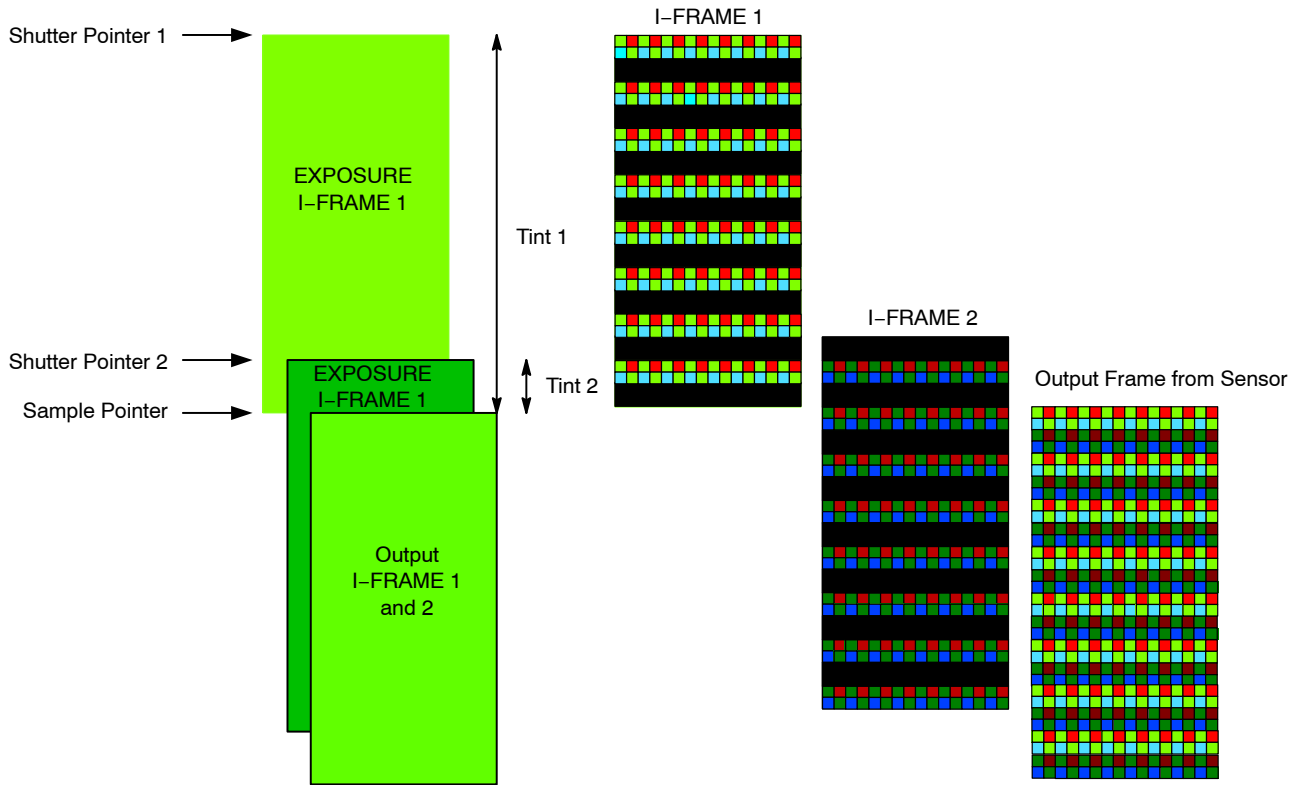 I−FRAME 1
Shutter Pointer 1
EXPOSURE
I−FRAME 1
Tint 1
I−FRAME 2
Shutter Pointer 2
EXPOSURE
I−FRAME 1
Tint 2
Output Frame from Sensor
Sample Pointer
Output
I−FRAME 1
and 2